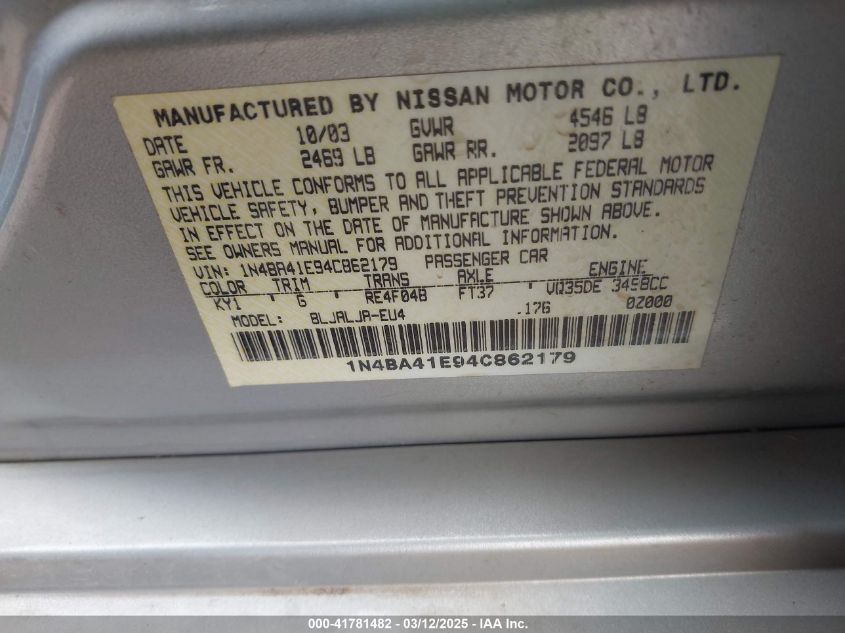 MANUFACTURED BY NISSAN MOTOR CO., LTD.
DATE 10/03 GVWR 4546 LB
GAWR FR. 2469 LB GAWR RR. 2097 LB
THIS VEHICLE CONFORMS TO ALL APPLICABLE FEDERAL MOTOR
VEHICLE SAFETY, BUMPER AND THEFT PREVENTION STANDARDS
IN EFFECT ON THE DATE OF MANUFACTURE SHOWN ABOVE.
SEE OWNERS MANUAL FOR ADDITIONAL INFORMATION.
VIN: 1N4BA41E94C862179 PASSENGER CAR
COLOR TRIM TRANS AXLE ENGINE
KY1 G RE4F04B FT37 VQ35DE 3498CC
MODEL: BLJALJA-EU4 .176 0Z000
1N4BA41E94C862179
000-41781482 - 03/12/2025 - IAA Inc.